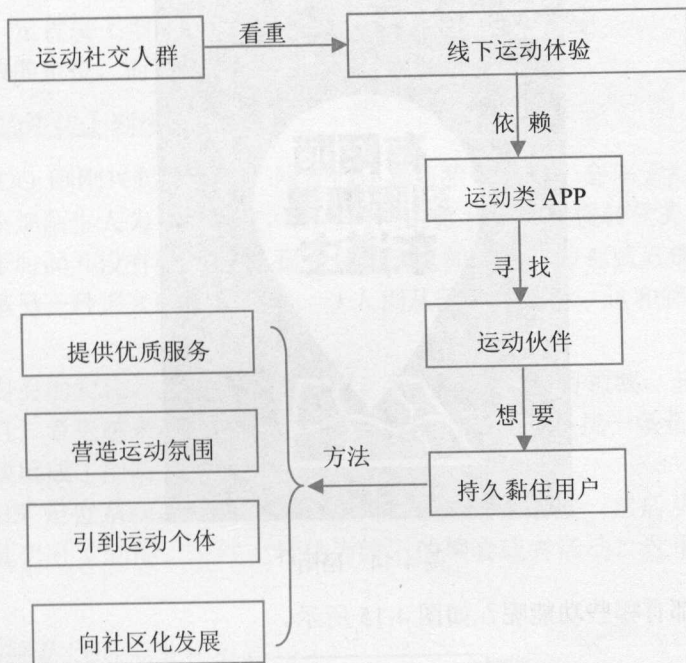 运动社交人群
看重
线下运动体验
依赖
运动类 APP
寻找
运动伙伴
想要
持久黏住用户
方法
提供优质服务
营造运动氛围
引到运动个体
向社区化发展